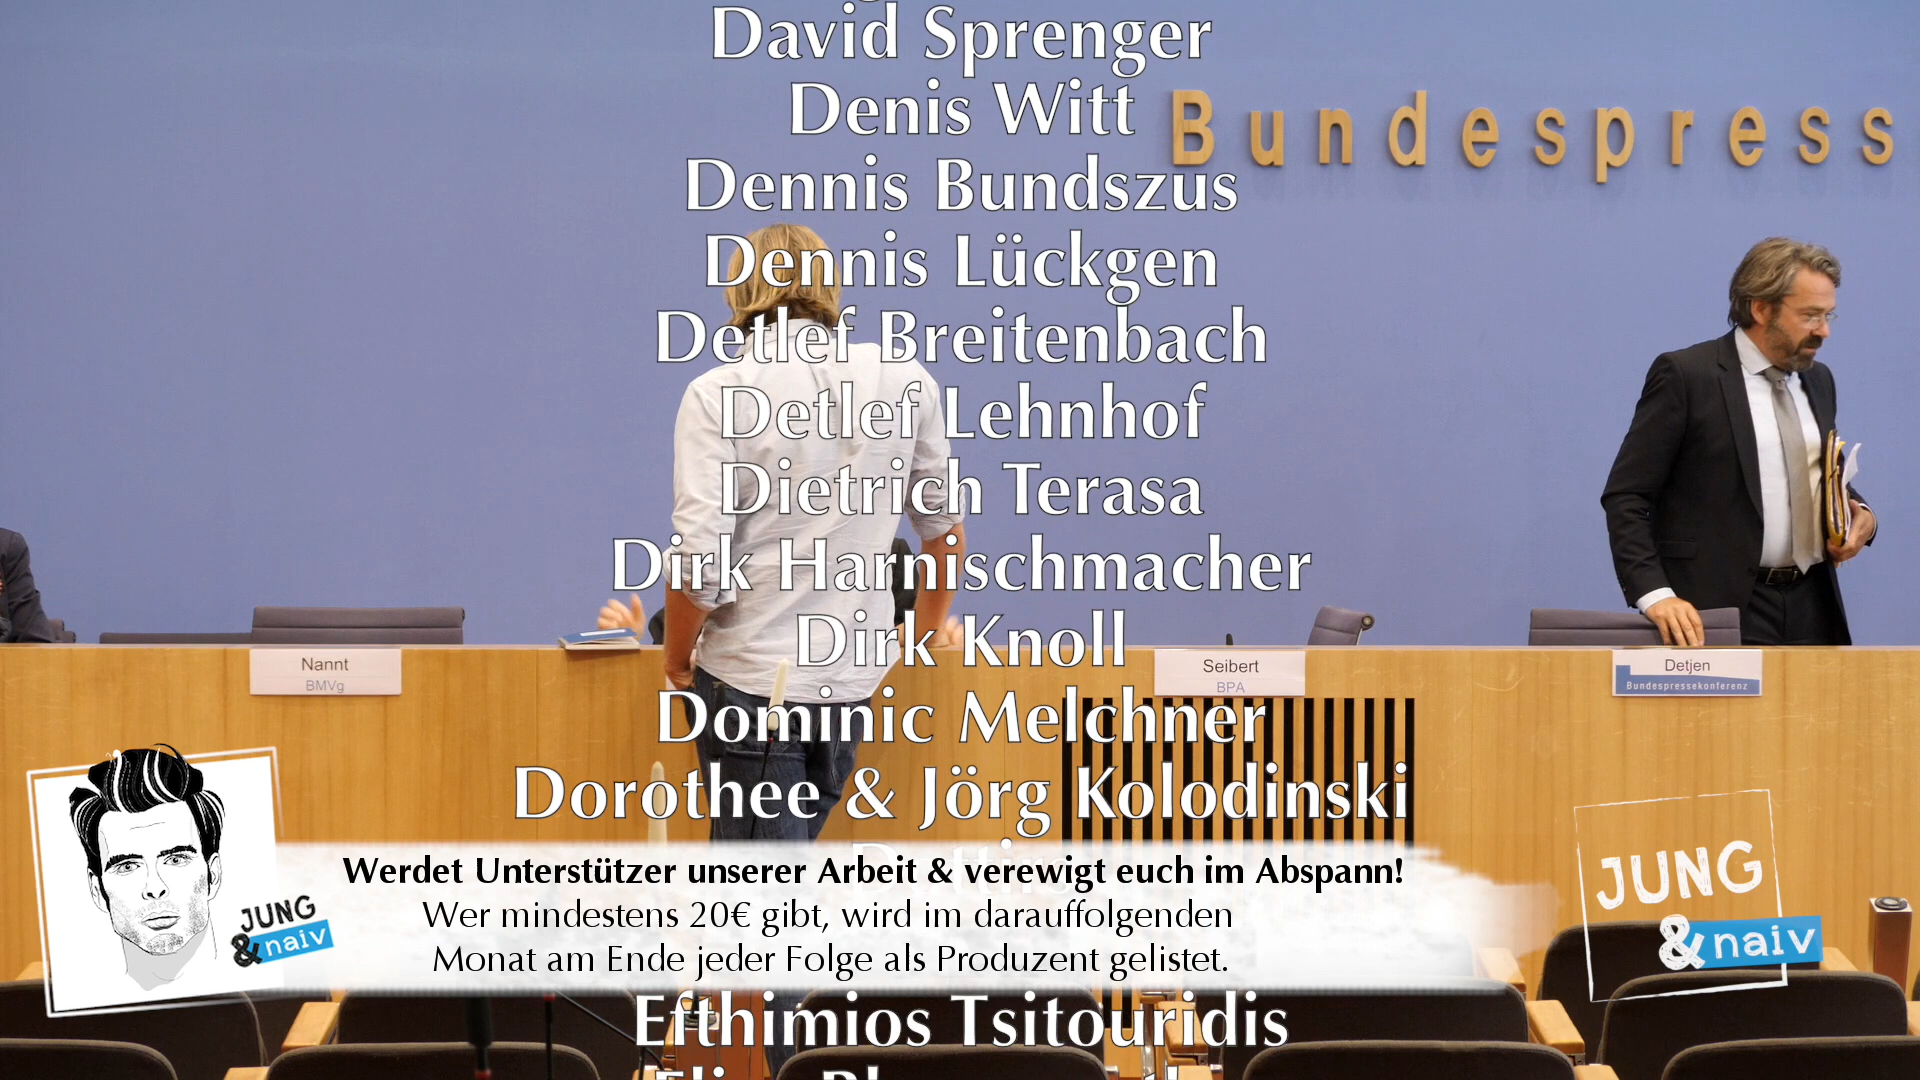 David Sprenger
Denis Witt
Bundespress
Dennis Bundszus
Dennis Lückgen
Detlef Breitenbach
Detlef Lehnhof
Dietrich Terasa
Dirk Harnischmacher
Dirk Knoll
Nannt
BMVg
Seibert
BPA
Detjen
Bundespressekonferenz
Dominic Melchner
Dorothee & Jörg Kolodinski
Werdet Unterstützer unserer Arbeit & verewigt euch im Abspann!
Wer mindestens 20€ gibt, wird im darauffolgenden
Monat am Ende jeder Folge als Produzent gelistet.
JUNG
& naiv
JUNG
& naiv
Efthimios Tsitouridis